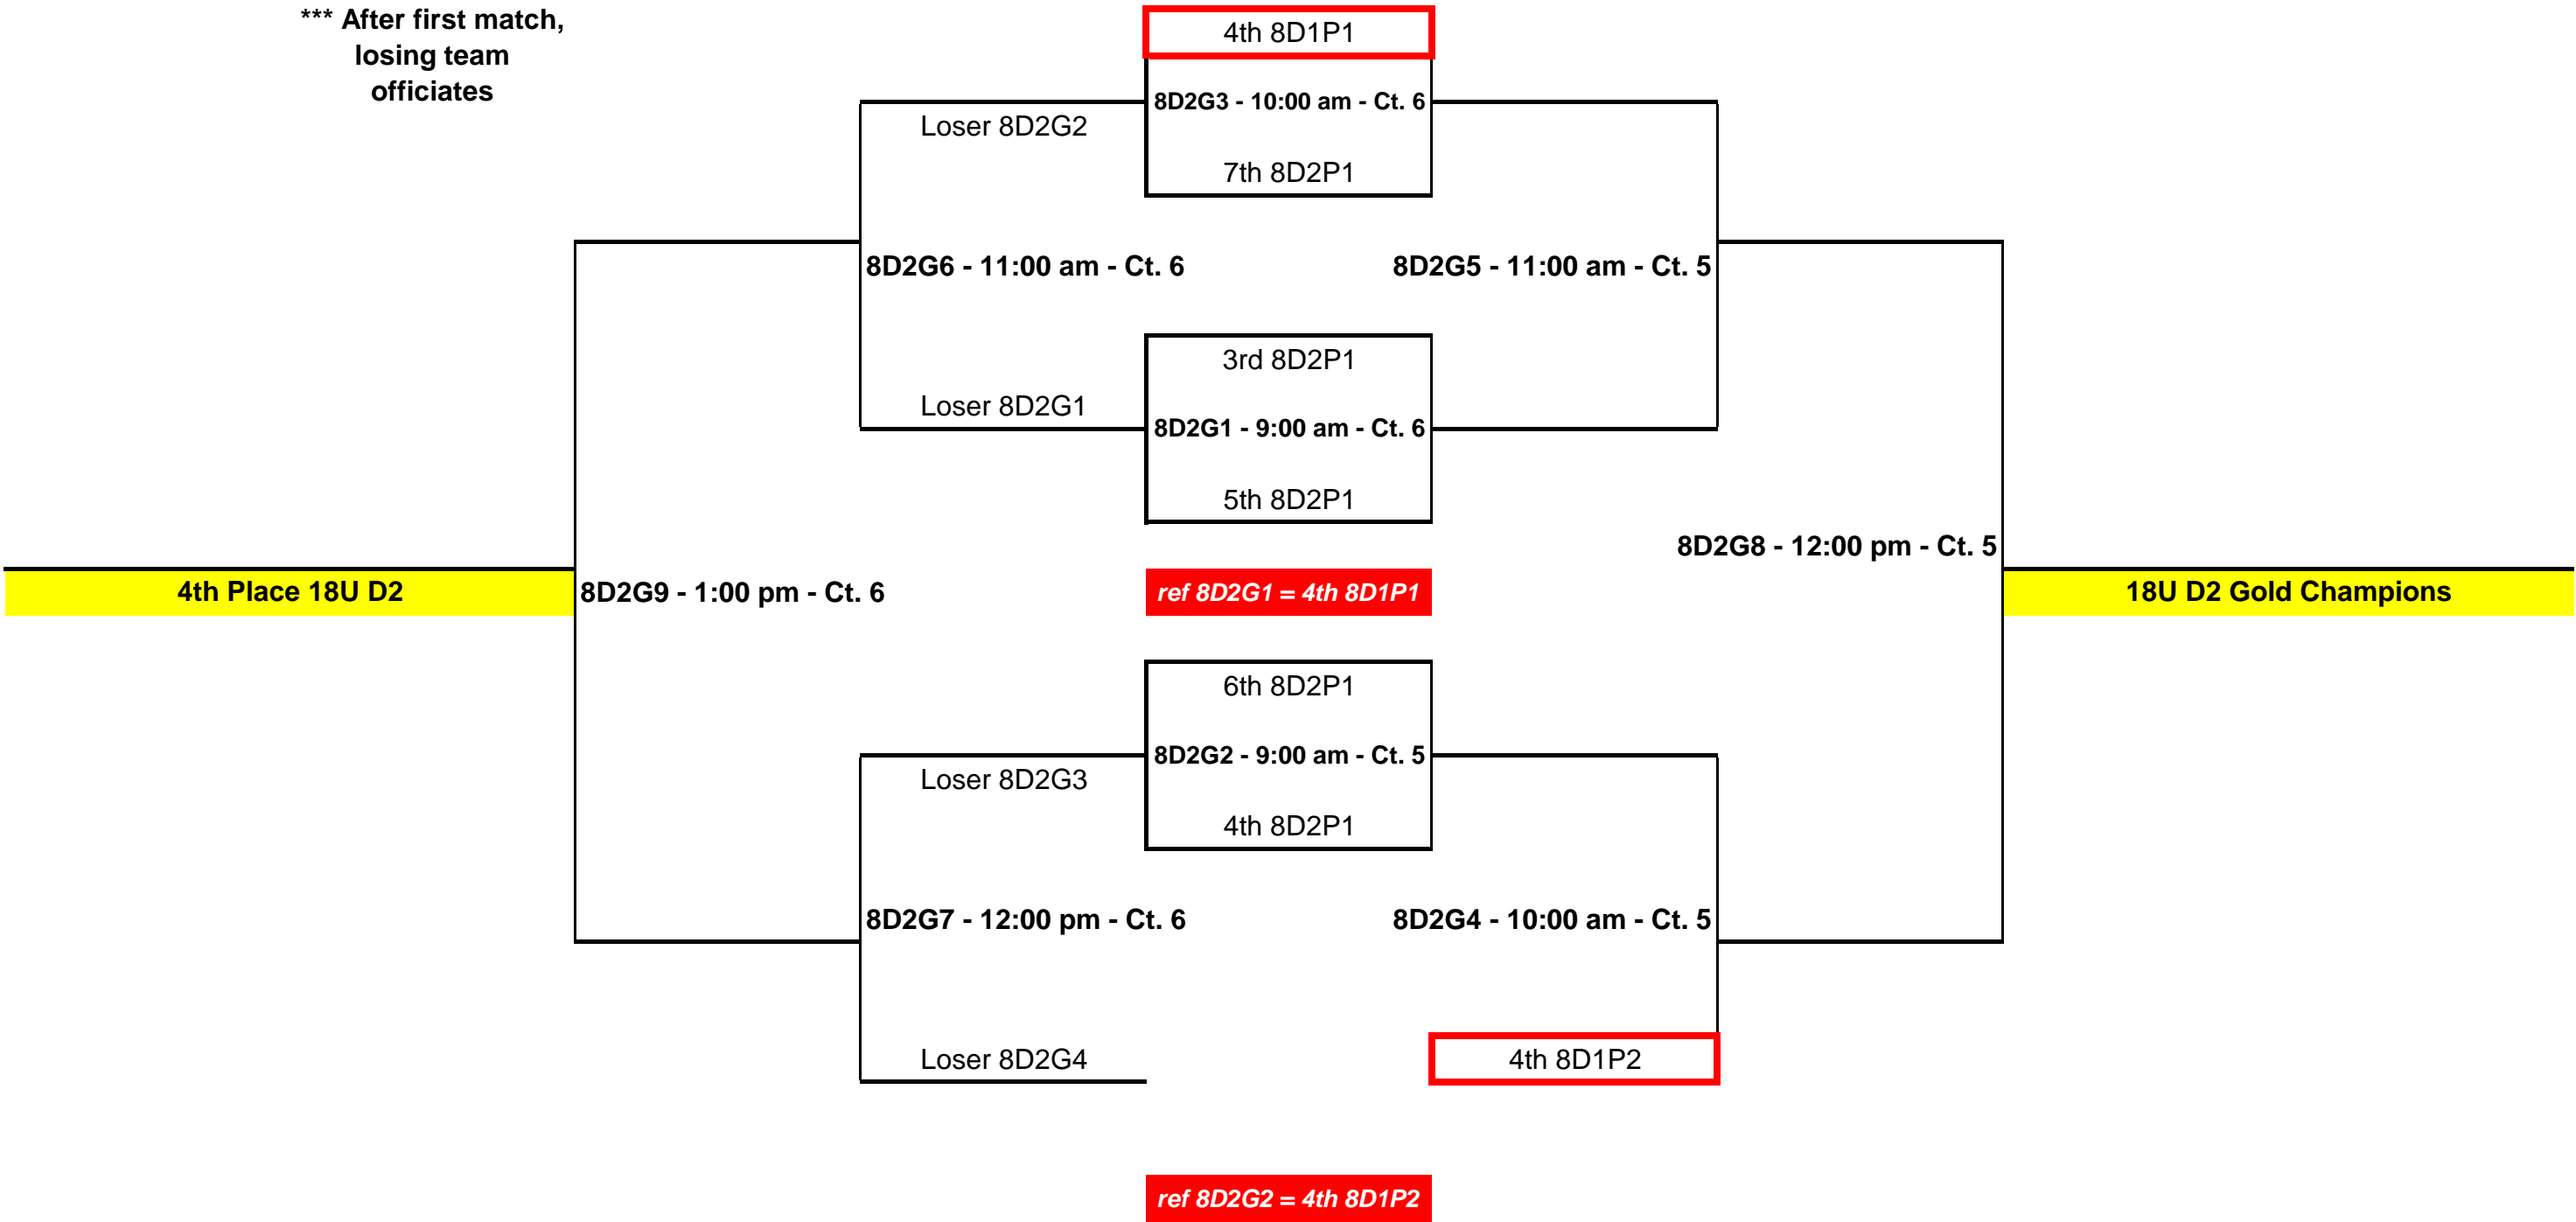 *** After first match,
losing team
officiates
4th 8D1P1
8D2G3 - 10:00 am - Ct. 6
Loser 8D2G2
7th 8D2P1
8D2G6 - 11:00 am - Ct. 6
8D2G5 - 11:00 am - Ct. 5
3rd 8D2P1
Loser 8D2G1
8D2G1 - 9:00 am - Ct. 6
5th 8D2P1
8D2G8 - 12:00 pm - Ct. 5
4th Place 18U D2
8D2G9 - 1:00 pm - Ct. 6
ref 8D2G1 = 4th 8D1P1
18U D2 Gold Champions
6th 8D2P1
8D2G2 - 9:00 am - Ct. 5
Loser 8D2G3
4th 8D2P1
8D2G7 - 12:00 pm - Ct. 6
8D2G4 - 10:00 am - Ct. 5
Loser 8D2G4
4th 8D1P2
ref 8D2G2 = 4th 8D1P2